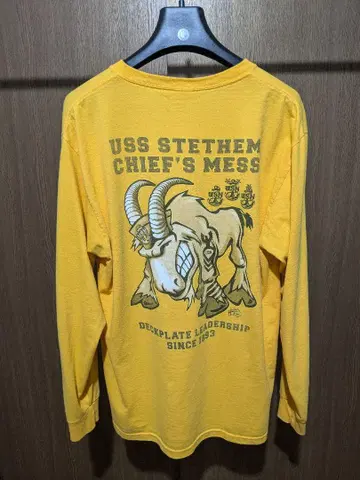 USS STETHEM
CHIEF'S MESS
DECKPLATE LEADERSHIP
SINCE 1893